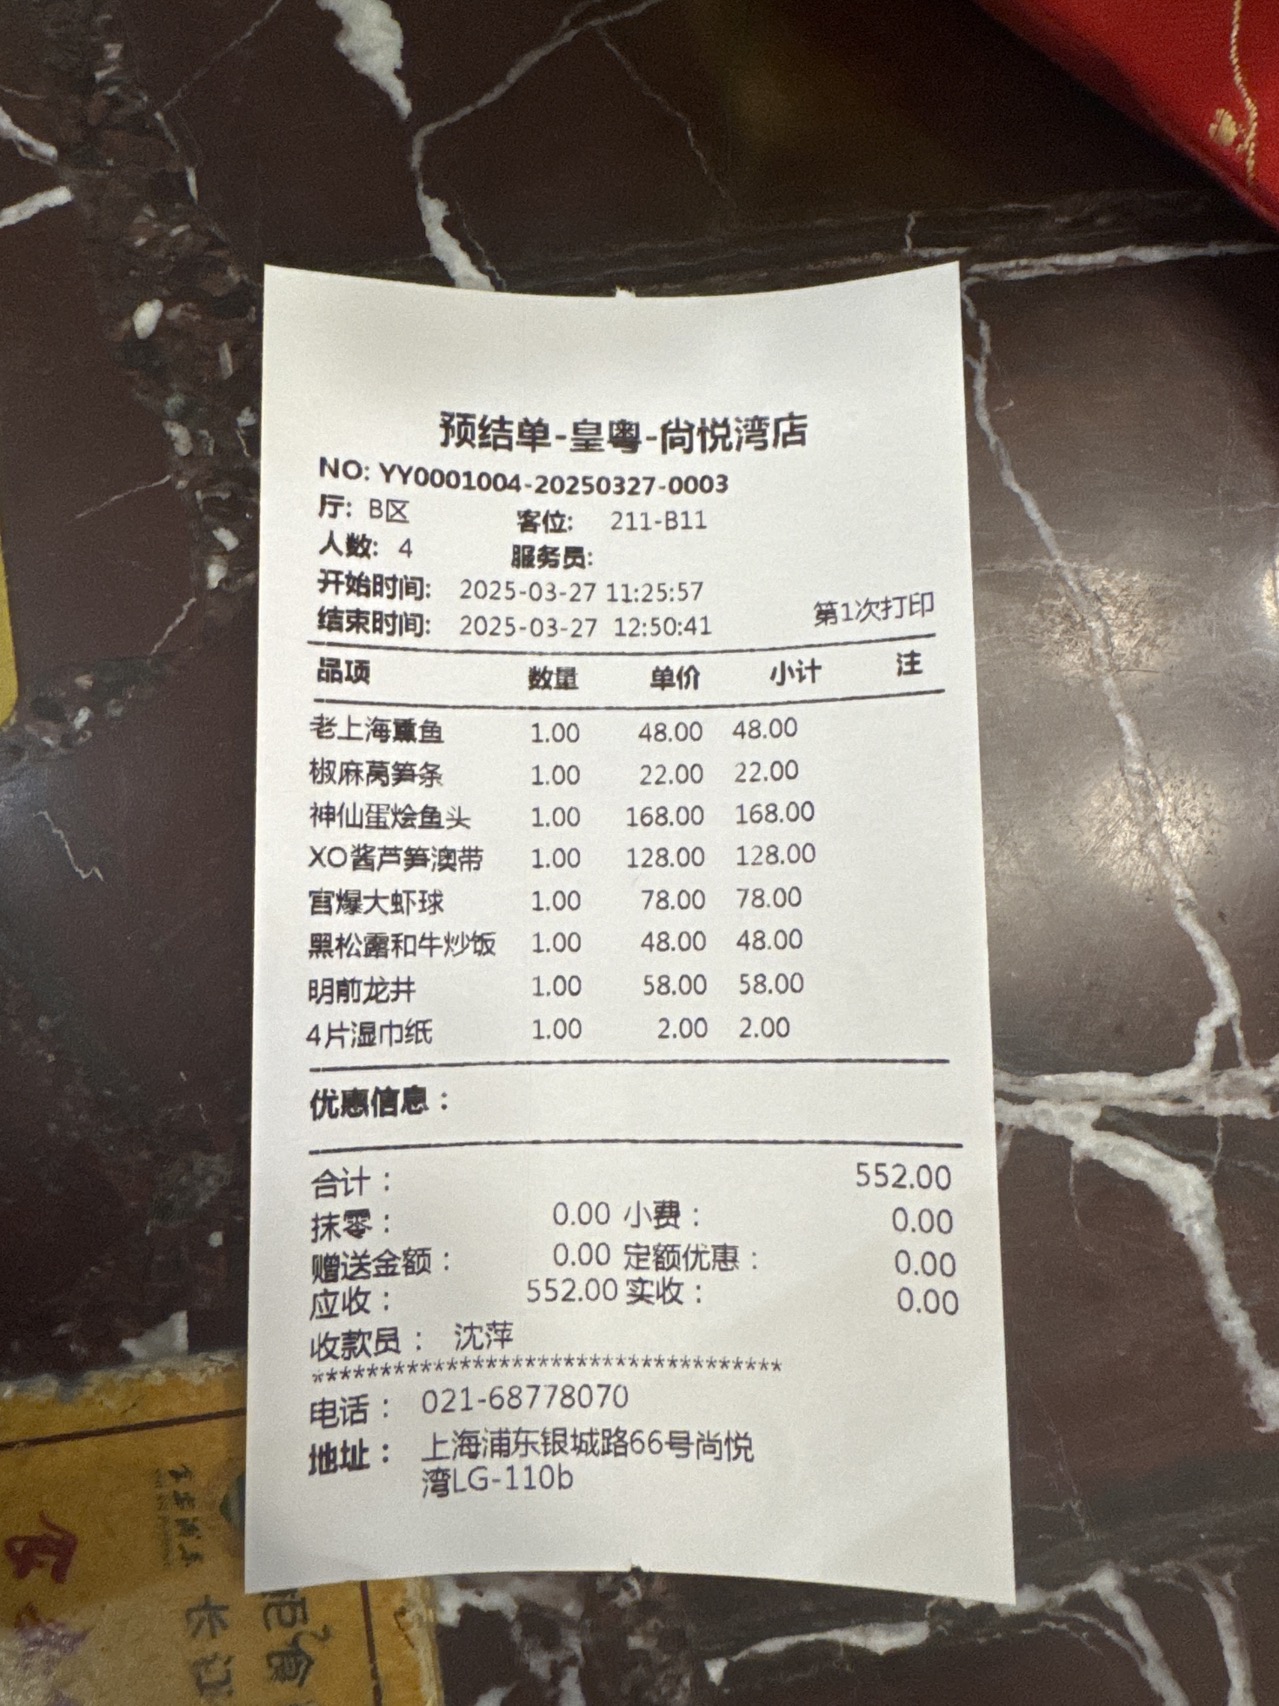 预结单-皇粤-尚悦湾店
NO: YY0001004-20250327-0003
厅: B区 客位: 211-B11
人数: 4 服务员:
开始时间: 2025-03-27 11:25:57
结束时间: 2025-03-27 12:50:41 第1次打印
品项 数量 单价 小计 注
老上海熏鱼 1.00 48.00 48.00
椒麻莴笋条 1.00 22.00 22.00
神仙蛋烩鱼头 1.00 168.00 168.00
XO酱芦笋澳带 1.00 128.00 128.00
宫爆大虾球 1.00 78.00 78.00
黑松露和牛炒饭 1.00 48.00 48.00
明前龙井 1.00 58.00 58.00
4片湿巾纸 1.00 2.00 2.00
优惠信息：
合计： 552.00
抹零： 0.00 小费： 0.00
赠送金额： 0.00 定额优惠： 0.00
应收： 552.00 实收： 0.00
收款员： 沈萍
***********************************
电话： 021-68778070
地址： 上海浦东银城路66号尚悦
湾LG-110b